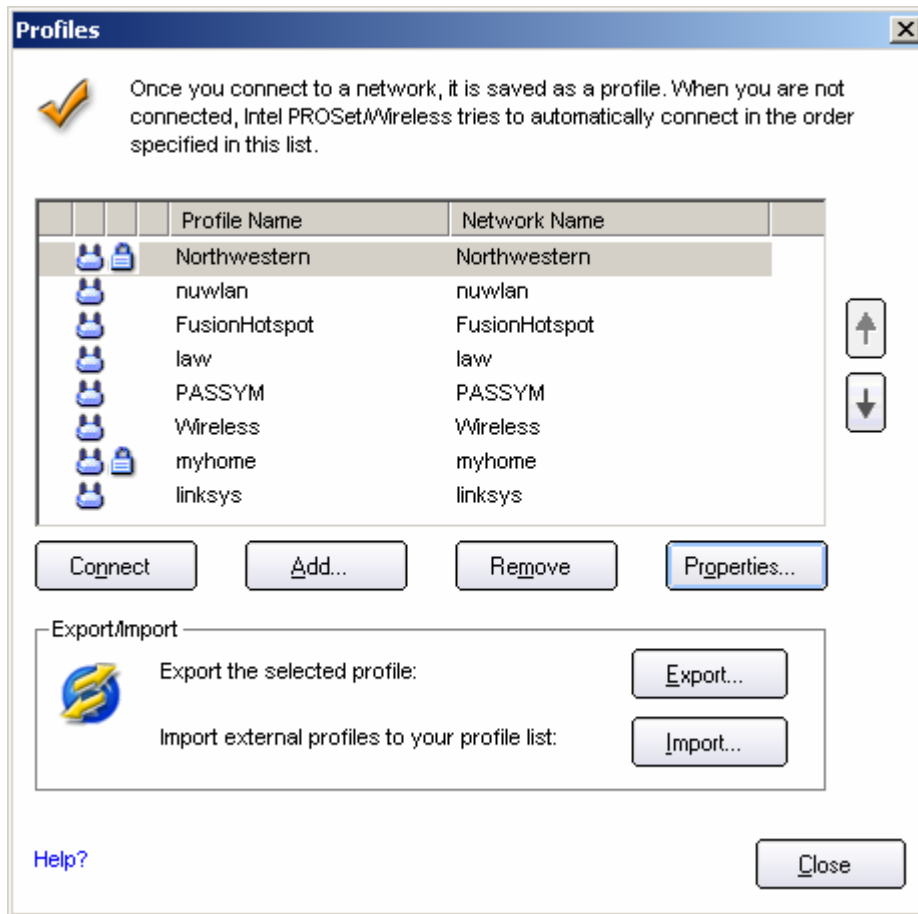 Profiles
Once you connect to a network, it is saved as a profile. When you are not
connected, Intel PROSet/Wireless tries to automatically connect in the order
specified in this list.
Profile Name Network Name
Northwestern Northwestern
nuwlan nuwlan
FusionHotspot FusionHotspot
law law
PASSYM PASSYM
Wireless Wireless
myhome myhome
linksys linksys
Connect Add... Remove Properties...
Export/Import
Export the selected profile: Export...
Import external profiles to your profile list: Import...
Help? Close